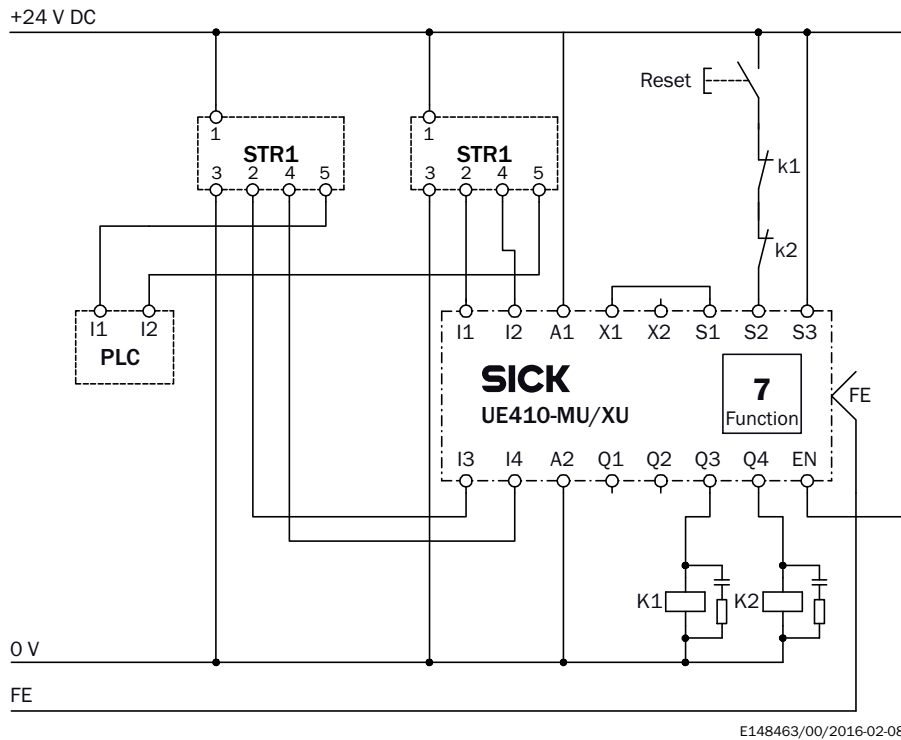 +24 V DC
Reset
1
STR1
3 2 4 5
1
STR1
3 2 4 5
k1
k2
I1 I2
PLC
I1 I2 A1 X1 X2 S1 S2 S3
SICK
UE410-MU/XU
7
Function
FE
I3 I4 A2 Q1 Q2 Q3 Q4 EN
K1
K2
0 V
FE
E148463/00/2016-02-08